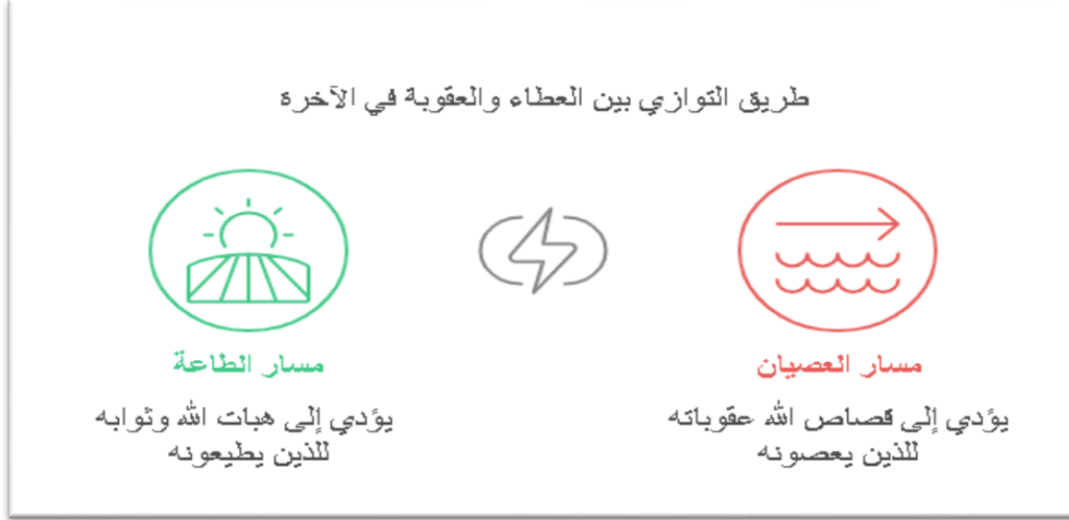 طريق التوازي بين العطاء والعقوبة في الآخرة
مسار العصيان
يؤدي إلى قصاص الله عقوباته
للذين يعصونه
مسار الطاعة
يؤدي إلى هبات الله وثوابه
للذين يطيعونه